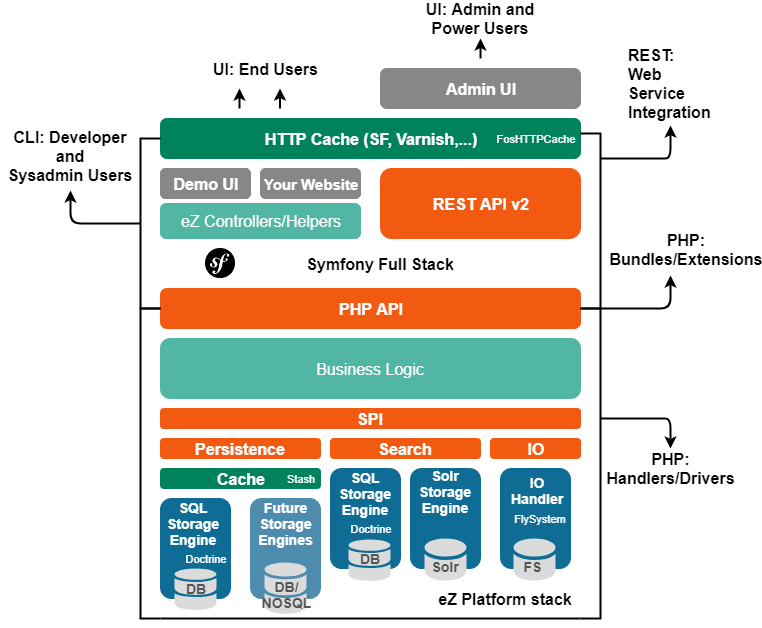 UI: Admin and
Power Users
UI: End Users
REST:
Web
Service
Integration
Admin UI
CLI: Developer
and
Sysadmin Users
HTTP Cache (SF, Varnish,...)
FosHTTPCache
Demo UI
Your Website
REST API v2
eZ Controllers/Helpers
PHP:
Bundles/Extensions
sf
Symfony Full Stack
PHP API
Business Logic
SPI
Persistence
Search
IO
PHP:
Handlers/Drivers
Cache
Stash
SQL
Storage
Engine
Doctrine
DB
Future
Storage
Engines
DB/
NOSQL
SQL
Storage
Engine
Doctrine
DB
Solr
Storage
Engine
Solr
IO
Handler
FlySystem
FS
eZ Platform stack